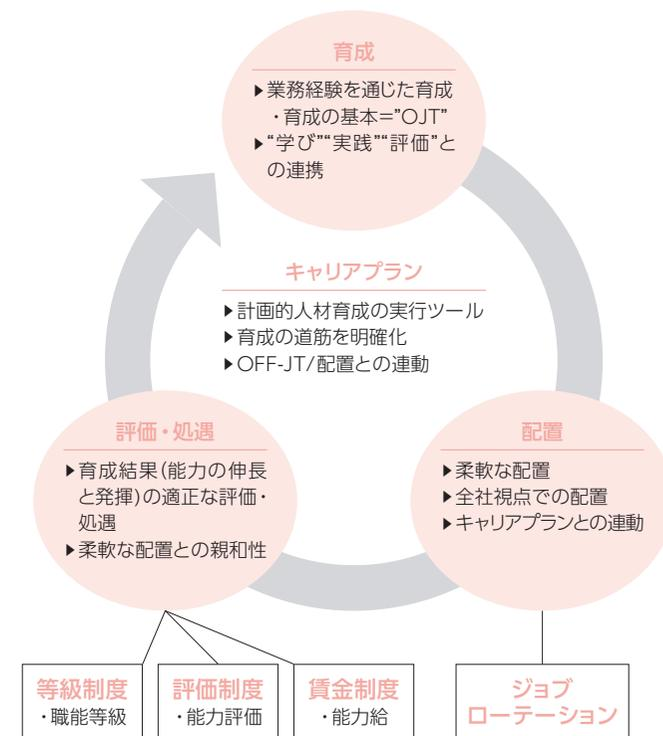 育成
▶業務経験を通じた育成
・育成の基本="OJT"
▶“学び”“実践”“評価”と
の連携
キャリアプラン
▶計画的人材育成の実行ツール
▶育成の道筋を明確化
▶OFF-JT/配置との連動
評価・処遇
▶育成結果(能力の伸長
と発揮)の適正な評価・
処遇
▶柔軟な配置との親和性
配置
▶柔軟な配置
▶全社視点での配置
▶キャリアプランとの連動
等級制度
・職能等級
評価制度
・能力評価
賃金制度
・能力給
ジョブ
ローテーション